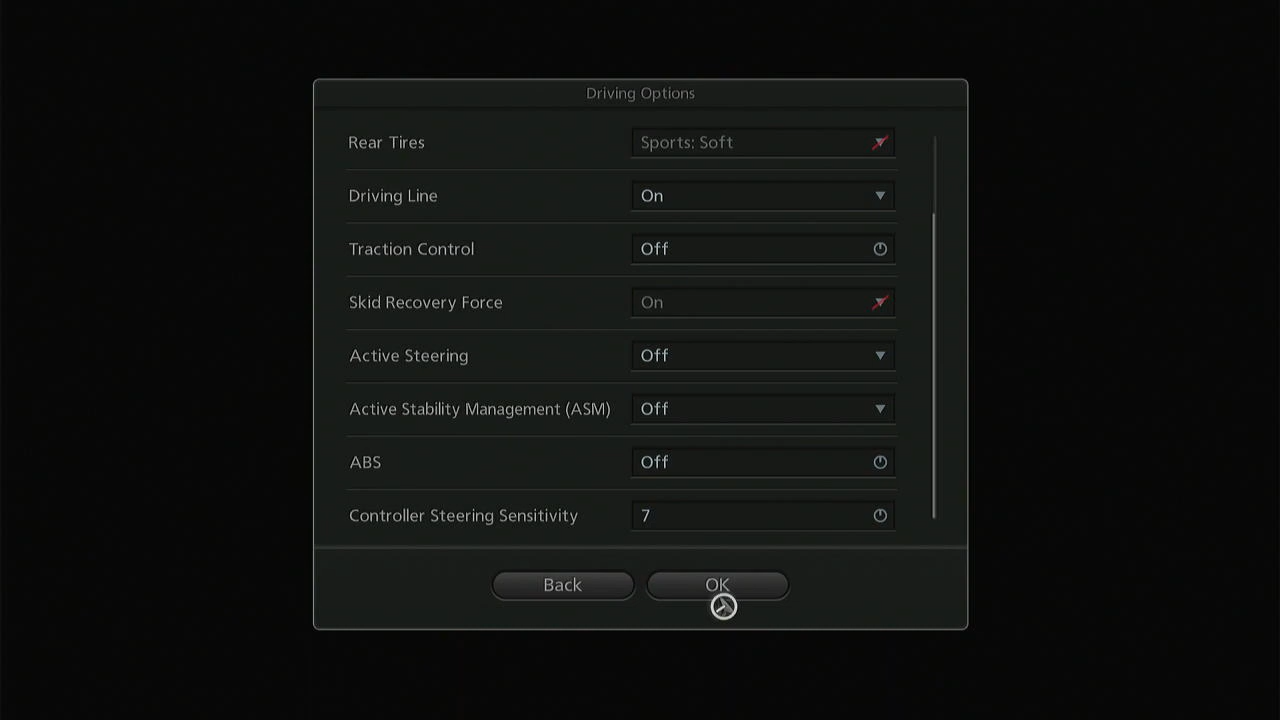 Driving Options
Rear Tires Sports: Soft
Driving Line On
Traction Control Off
Skid Recovery Force On
Active Steering Off
Active Stability Management (ASM) Off
ABS Off
Controller Steering Sensitivity 7
Back OK